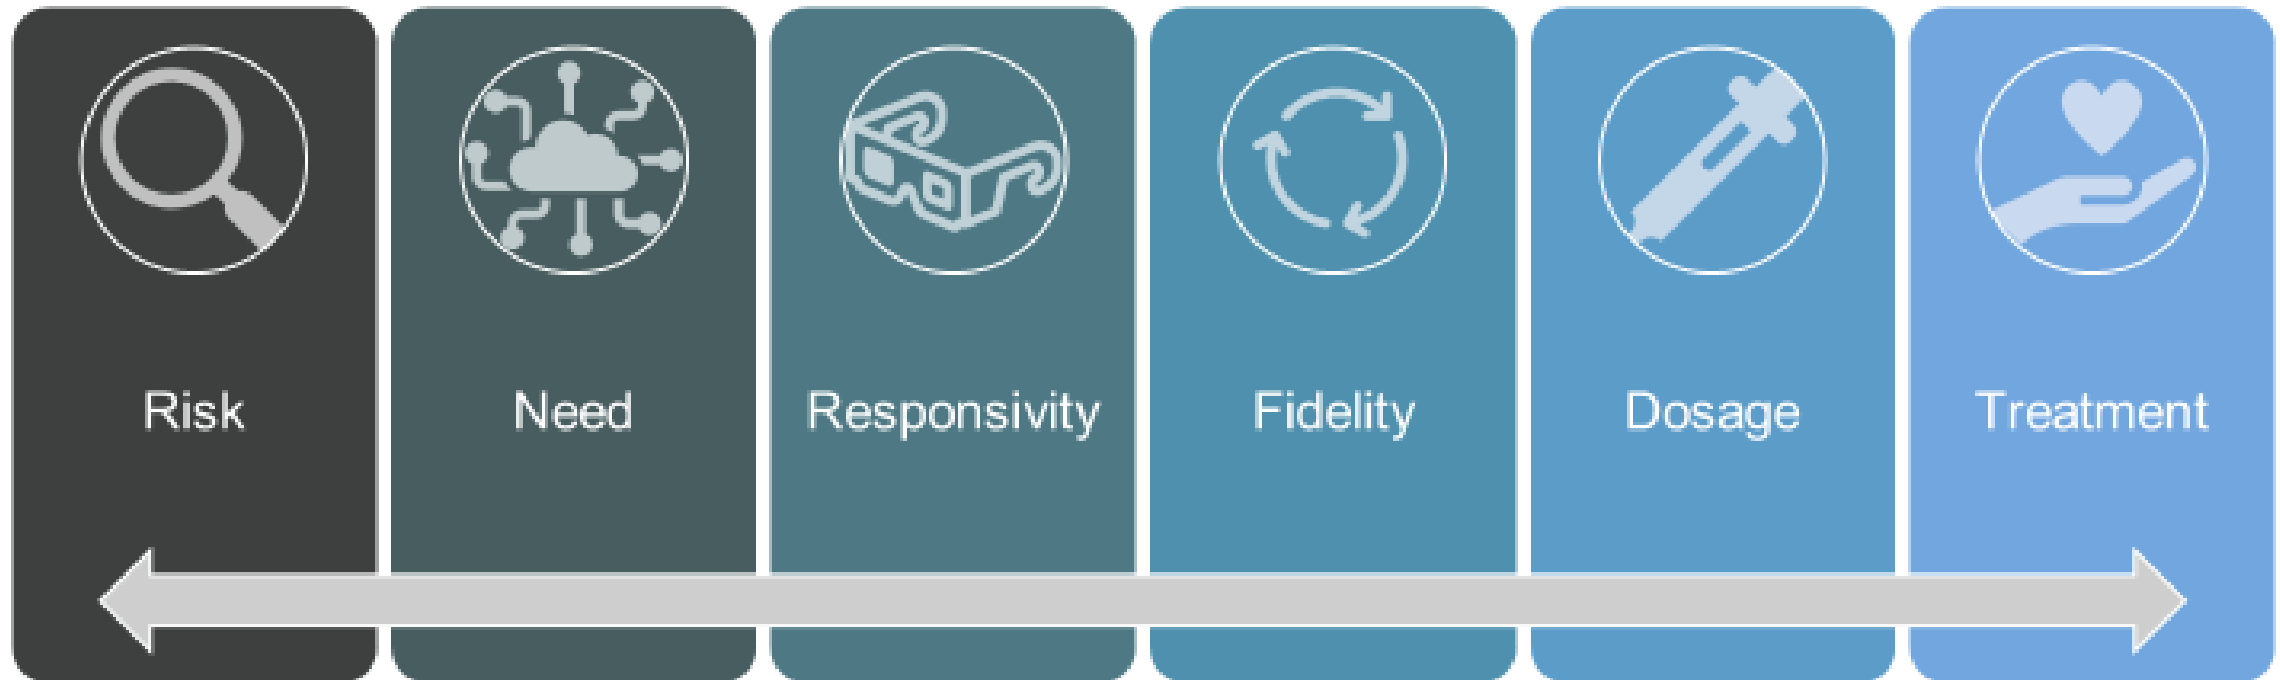 Risk
Need
Responsivity
Fidelity
Dosage
Treatment